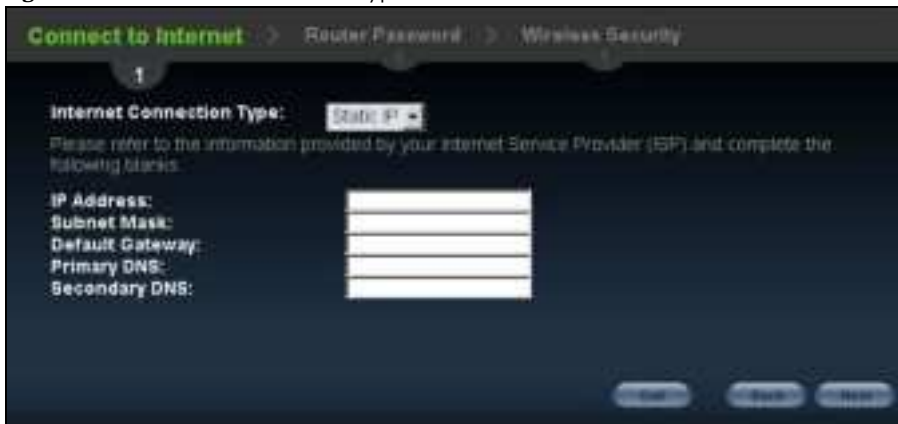 Connect to Internet > Router Password > Wireless Security
1
Internet Connection Type: Static IP
Please refer to the information provided by your Internet Service Provider (ISP) and complete the
following blanks.
IP Address:
Subnet Mask:
Default Gateway:
Primary DNS:
Secondary DNS:
Exit Back Next